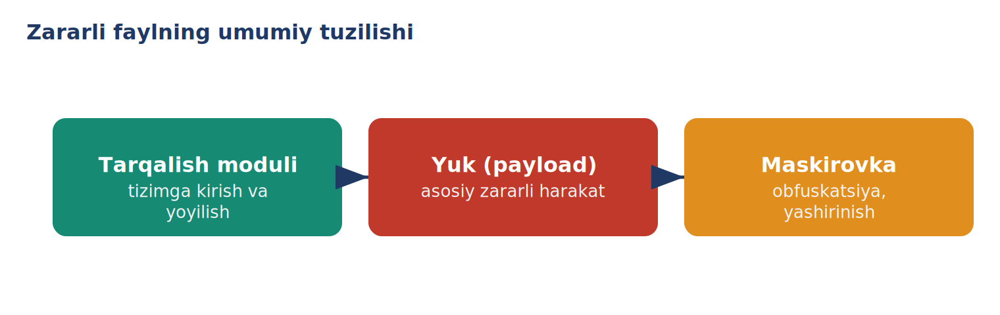 Zararli faylning umumiy tuzilishi
Tarqalish moduli
tizimga kirish va
yoyilish
Yuk (payload)
asosiy zararli harakat
Maskirovka
obfuskatsiya,
yashirinish